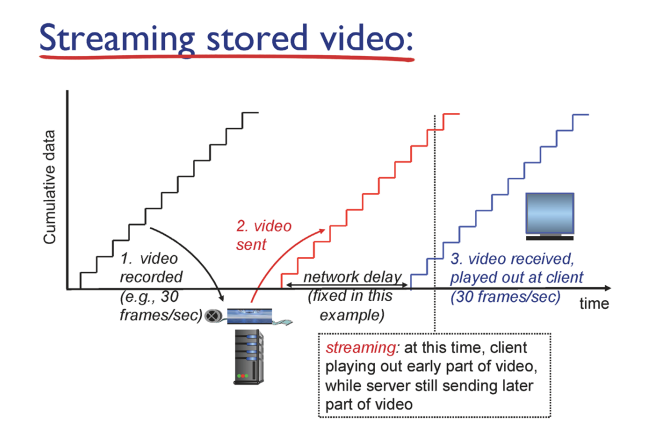 Streaming stored video:
Cumulative data
1. video
recorded
(e.g., 30
frames/sec)
2. video
sent
network delay
(fixed in this
example)
3. video received,
played out at client
(30 frames/sec)
time
streaming: at this time, client
playing out early part of video,
while server still sending later
part of video